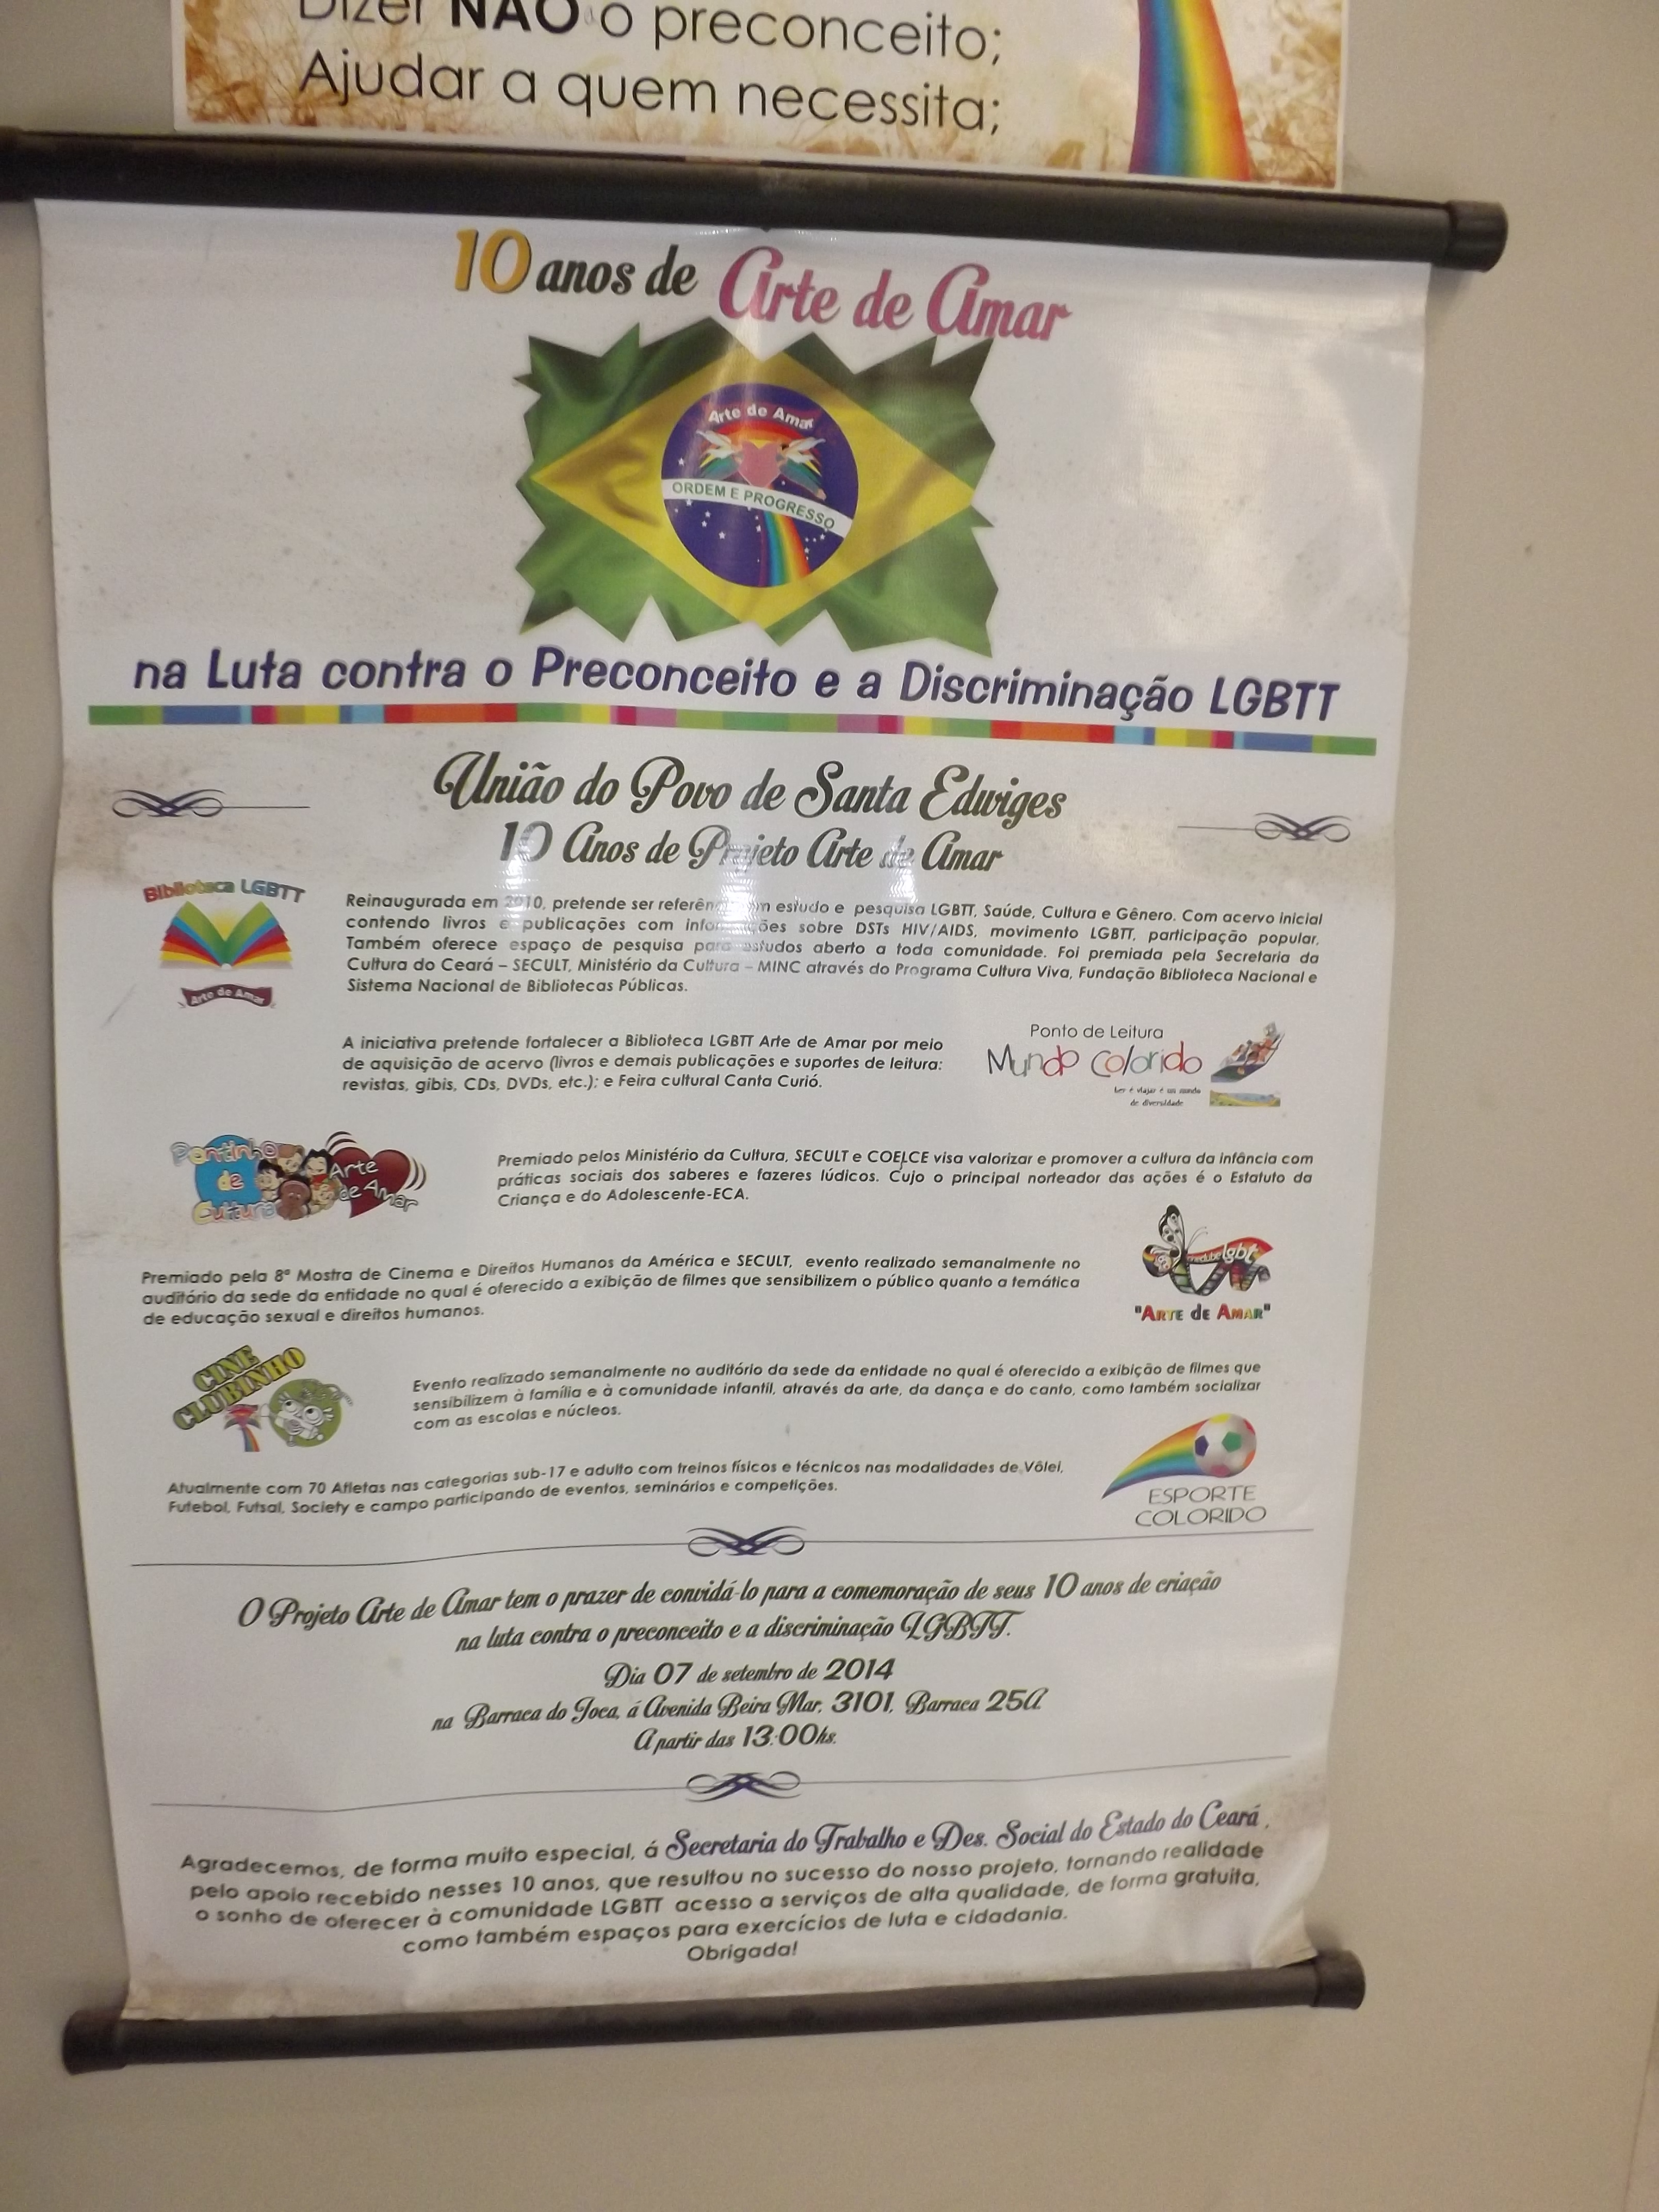 Dizer NÃO o preconceito;
Ajudar a quem necessita;
10 anos de Arte de Amar
Arte de Amar
ORDEM E PROGRESSO
na Luta contra o Preconceito e a Discriminação LGBTT
União do Povo de Santa Edwiges
10 Anos de Projeto Arte de Amar
Biblioteca LGBTT
Arte de Amar
Reinaugurada em 2010, pretende ser referência em estudo e pesquisa LGBTT, Saúde, Cultura e Gênero. Com acervo inicial
contendo livros e publicações com informações sobre DSTs HIV/AIDS, movimento LGBTT, participação popular.
Também oferece espaço de pesquisa para estudos aberto a toda comunidade. Foi premiada pela Secretaria da
Cultura do Ceará – SECULT, Ministério da Cultura – MINC através do Programa Cultura Viva, Fundação Biblioteca Nacional e
Sistema Nacional de Bibliotecas Públicas.
A iniciativa pretende fortalecer a Biblioteca LGBTT Arte de Amar por meio
de aquisição de acervo (livros e demais publicações e suportes de leitura:
revistas, gibis, CDs, DVDs, etc.); e Feira cultural Canta Curió.
Ponto de Leitura
Mundo Colorido
Ler é viajar é um mundo
de diversidade
Pontinho
de
Cultura
Arte
de Amar
Premiado pelos Ministério da Cultura, SECULT e COELCE visa valorizar e promover a cultura da infância com
práticas sociais dos saberes e fazeres lúdicos. Cujo o principal norteador das ações é o Estatuto da
Criança e do Adolescente-ECA.
Premiado pela 8ª Mostra de Cinema e Direitos Humanos da América e SECULT, evento realizado semanalmente no
auditório da sede da entidade no qual é oferecido a exibição de filmes que sensibilizem o público quanto a temática
de educação sexual e direitos humanos.
cineclube lgbt
"ARTE dE AMAR"
CINE
CLUBINHO
Evento realizado semanalmente no auditório da sede da entidade no qual é oferecido a exibição de filmes que
sensibilizem à família e à comunidade infantil, através da arte, da dança e do canto, como também socializar
com as escolas e núcleos.
Atualmente com 70 Atletas nas categorias sub-17 e adulto com treinos físicos e técnicos nas modalidades de Vôlei,
Futebol, Futsal, Society e campo participando de eventos, seminários e competições.
ESPORTE
COLORIDO
O Projeto Arte de Amar tem o prazer de convidá-lo para a comemoração de seus 10 anos de criação
na luta contra o preconceito e a discriminação LGBTT.
Dia 07 de setembro de 2014
na Barraca do Joca, á Avenida Beira Mar, 3101, Barraca 25A.
A partir das 13:00hs.
Agradecemos, de forma muito especial, á Secretaria do Trabalho e Des. Social do Estado do Ceará,
pelo apoio recebido nesses 10 anos, que resultou no sucesso do nosso projeto, tornando realidade
o sonho de oferecer à comunidade LGBTT acesso a serviços de alta qualidade, de forma gratuita,
como também espaços para exercícios de luta e cidadania.
Obrigada!